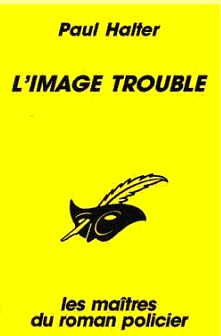 Paul Halter
L'IMAGE TROUBLE
les maîtres
du roman policier